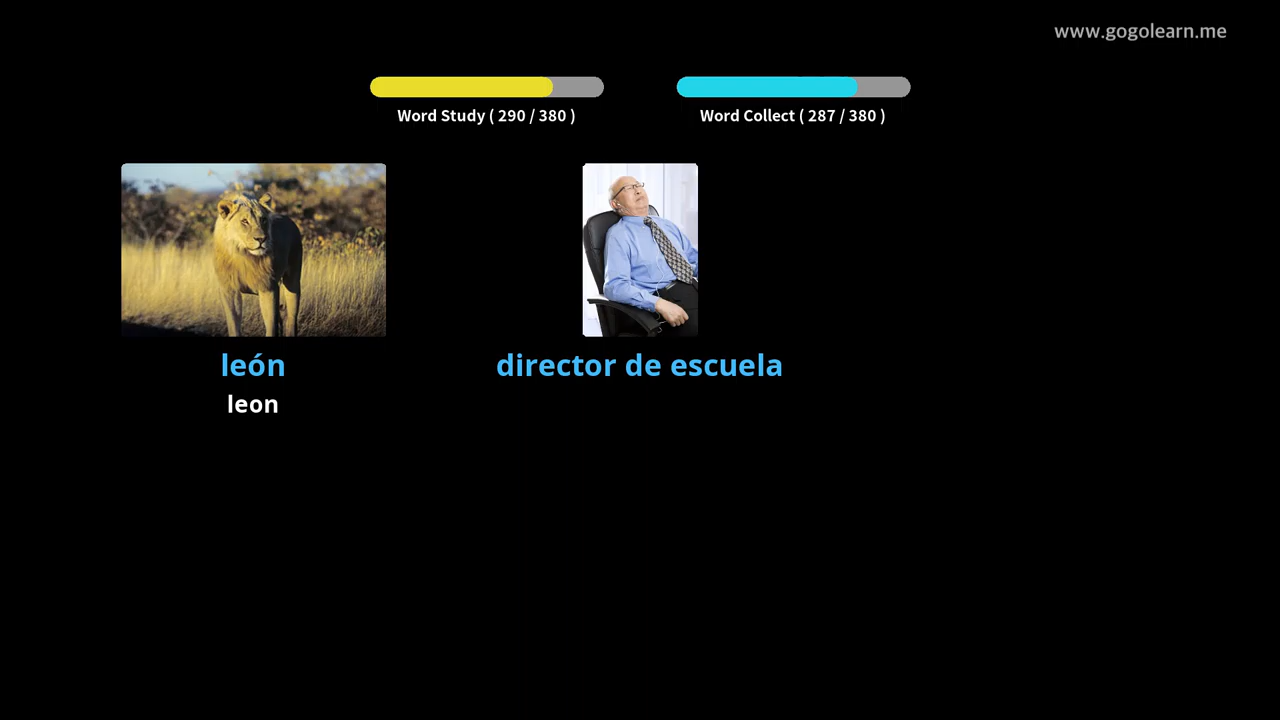 www.gogolearn.me
Word Study ( 290 / 380 )
Word Collect ( 287 / 380 )
león
director de escuela
leon